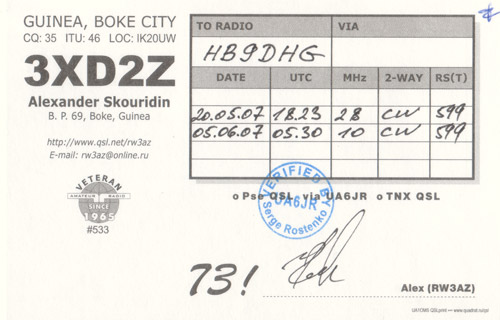 GUINEA, BOKE CITY
CQ: 35 ITU: 46 LOC: IK20UW
3XD2Z
Alexander Skouridin
B. P. 69, Boke, Guinea
http://www.qsl.net/rw3az
E-mail: rw3az@online.ru
VETERAN
AMATEUR RADIO
SINCE
1965
#533
TO RADIO VIA
HB9DHG
DATE UTC MHz 2-WAY RS(T)
20.05.07 18.23 28 CW 599
05.06.07 05.30 10 CW 599
VERIFIED BY
UA6JR
Serge Rostenko
o Pse QSL via UA6JR o TNX QSL
73!
Alex (RW3AZ)